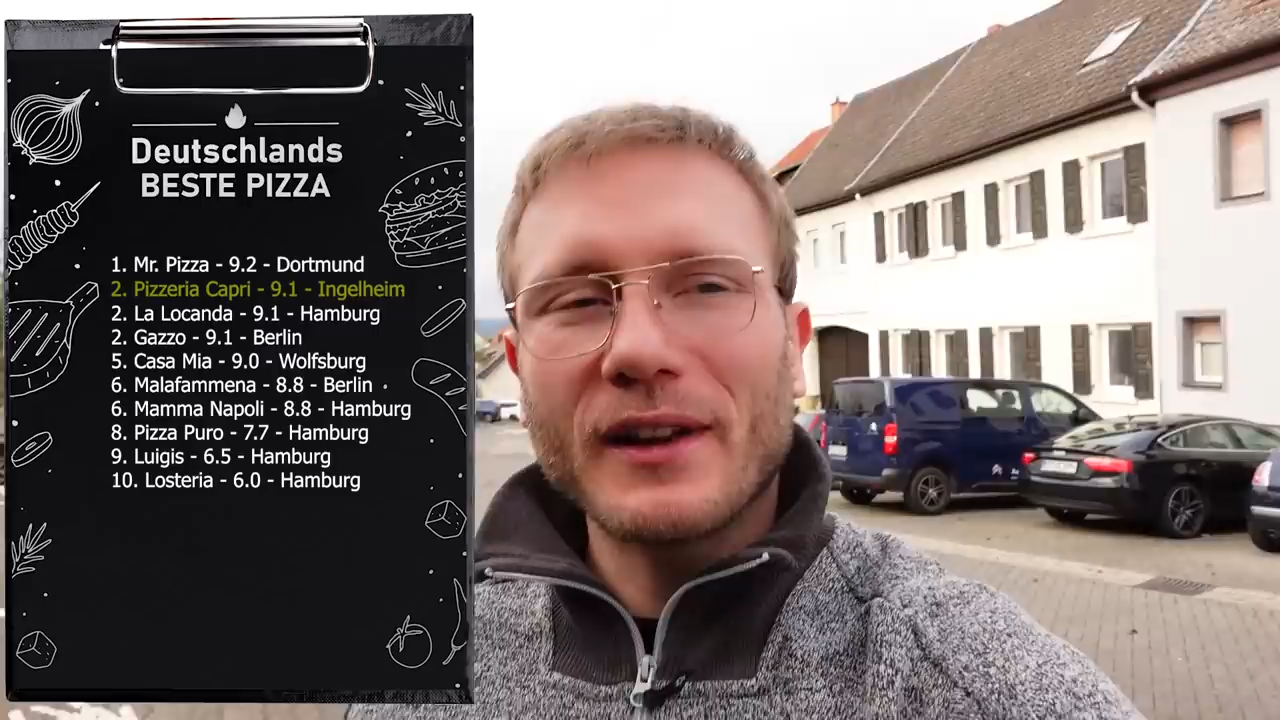 Deutschlands
BESTE PIZZA
1. Mr. Pizza - 9.2 - Dortmund
2. Pizzeria Capri - 9.1 - Ingelheim
2. La Locanda - 9.1 - Hamburg
2. Gazzo - 9.1 - Berlin
5. Casa Mia - 9.0 - Wolfsburg
6. Malafammena - 8.8 - Berlin
6. Mamma Napoli - 8.8 - Hamburg
8. Pizza Puro - 7.7 - Hamburg
9. Luigis - 6.5 - Hamburg
10. Losteria - 6.0 - Hamburg